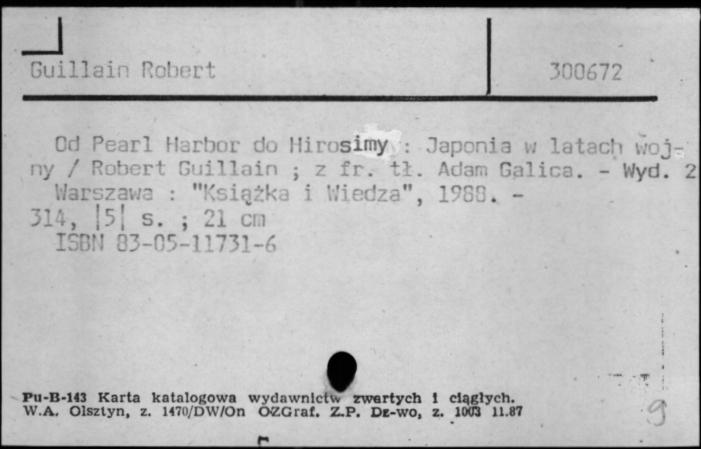 Guillain Robert 300672
Od Pearl Harbor do Hirosimy : Japonia w latach woj-
ny / Robert Guillain ; z fr. tł. Adam Galica. - Wyd. 2
Warszawa : "Książka i Wiedza", 1988. -
314, |5| s. ; 21 cm
ISBN 83-05-11731-6
Pu-B-143 Karta katalogowa wydawnictw zwartych i ciągłych.
W.A. Olsztyn, z. 1470/DW/On OZGraf. Z.P. Dz-wo, z. 1003 11.87
9